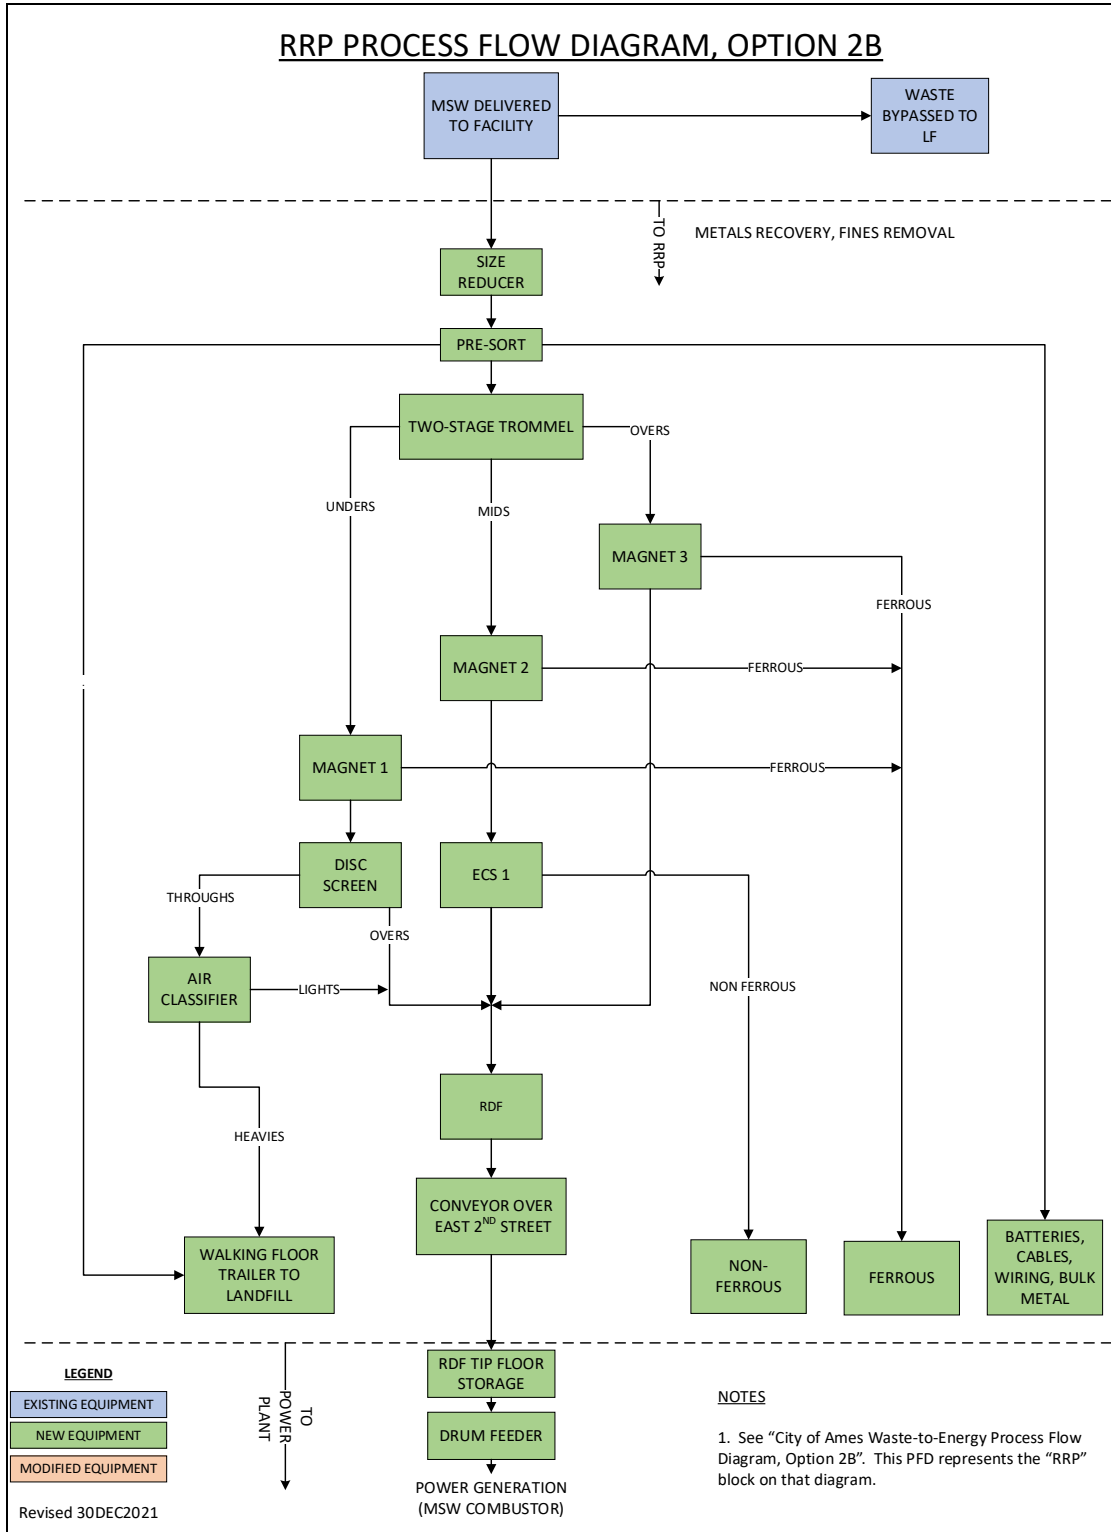 RRP PROCESS FLOW DIAGRAM, OPTION 2B
MSW DELIVERED
TO FACILITY
WASTE
BYPASSED TO
LF
TO RRP
METALS RECOVERY, FINES REMOVAL
SIZE
REDUCER
PRE-SORT
TWO-STAGE TROMMEL
OVERS
UNDERS
MIDS
MAGNET 3
FERROUS
MAGNET 2
FERROUS
MAGNET 1
FERROUS
DISC
SCREEN
ECS 1
THROUGHS
OVERS
AIR
CLASSIFIER
LIGHTS
NON FERROUS
RDF
HEAVIES
CONVEYOR OVER
EAST 2ND STREET
WALKING FLOOR
TRAILER TO
LANDFILL
NON-
FERROUS
FERROUS
BATTERIES,
CABLES,
WIRING, BULK
METAL
RDF TIP FLOOR
STORAGE
DRUM FEEDER
POWER GENERATION
(MSW COMBUSTOR)
TO
POWER
PLANT
LEGEND
EXISTING EQUIPMENT
NEW EQUIPMENT
MODIFIED EQUIPMENT
Revised 30DEC2021
NOTES
1. See “City of Ames Waste-to-Energy Process Flow
Diagram, Option 2B”. This PFD represents the “RRP”
block on that diagram.